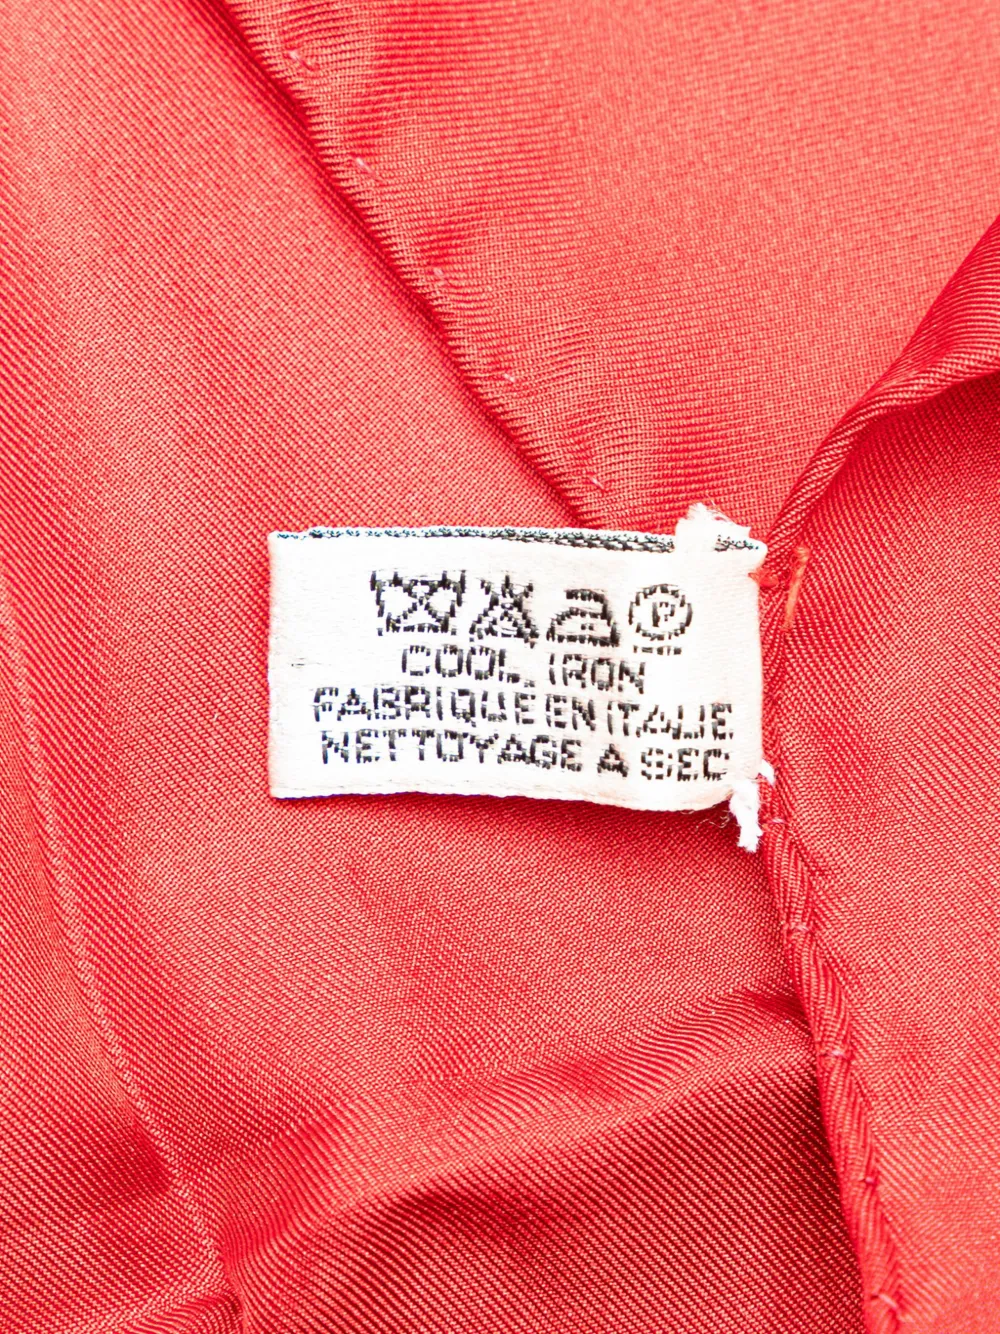 P
COOL IRON
FABRIQUE EN ITALIE
NETTOYAGE A SEC